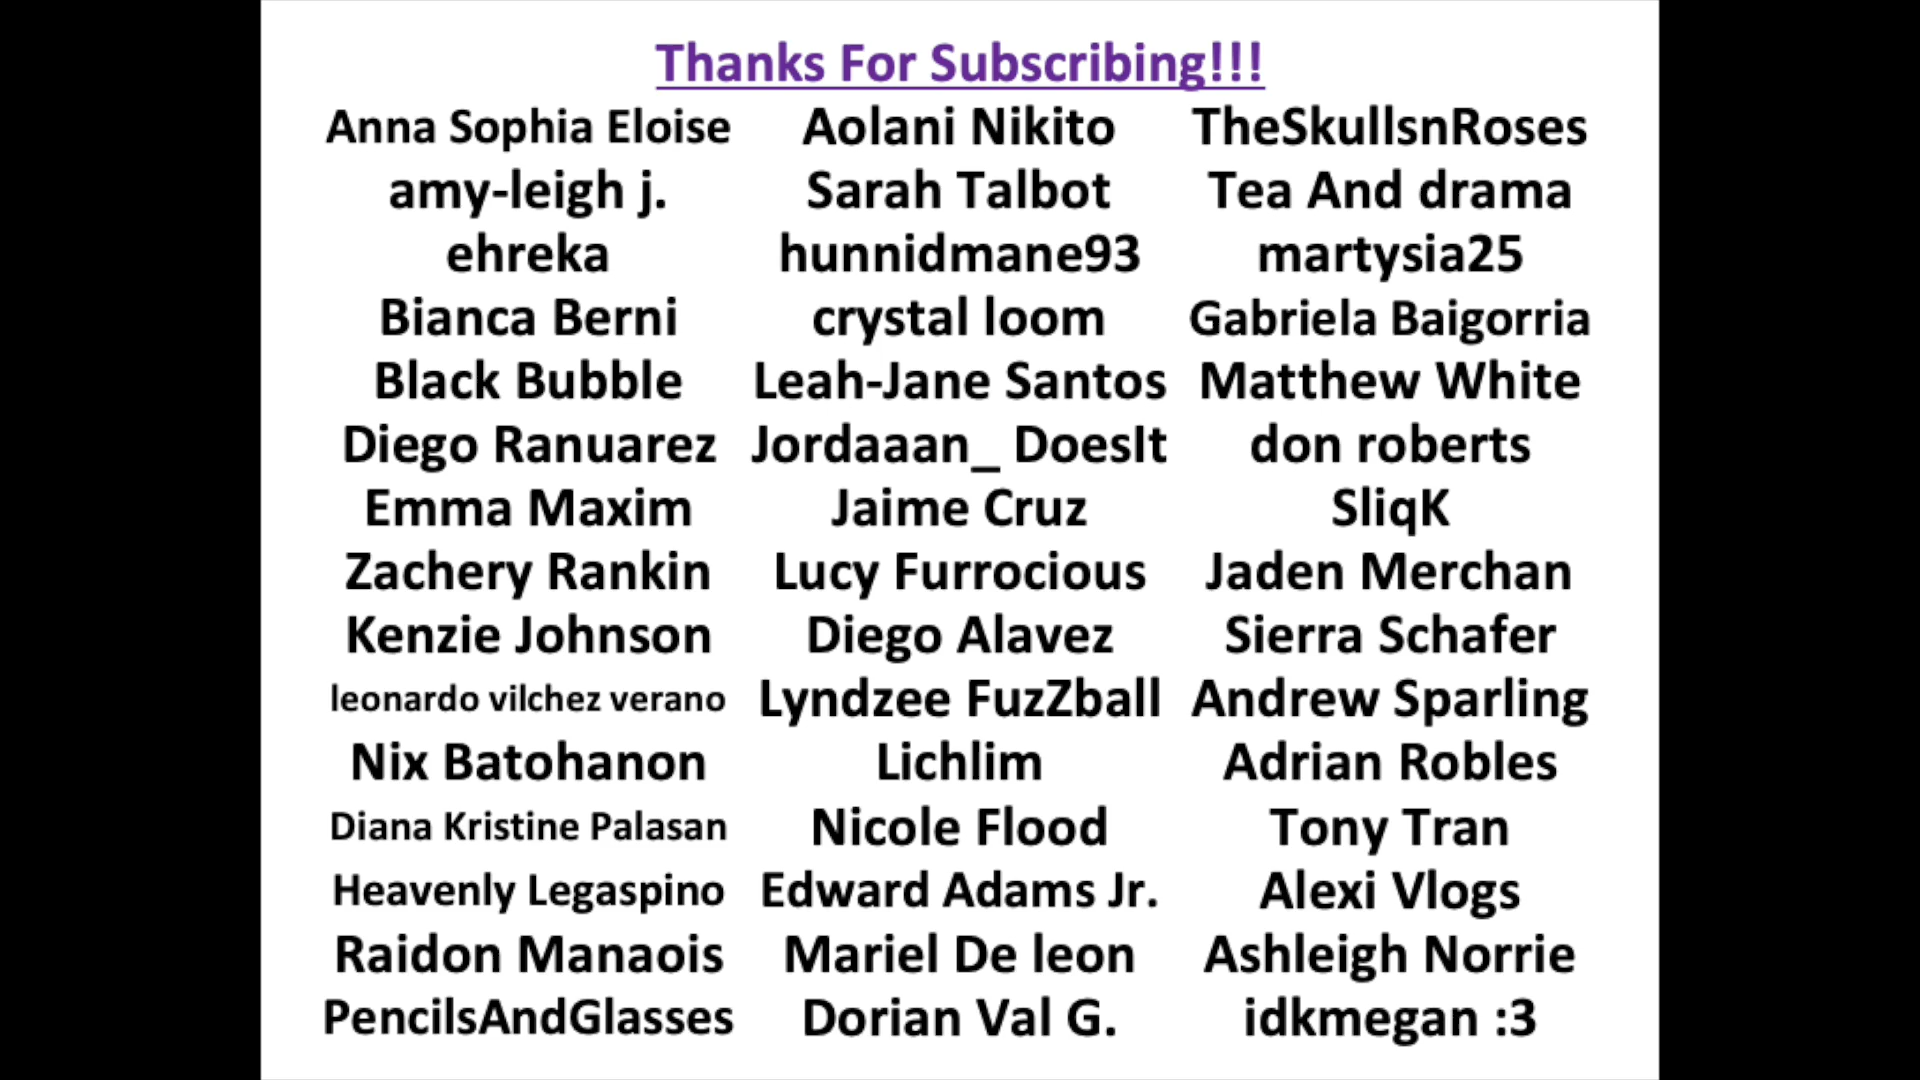 Thanks For Subscribing!!!
Anna Sophia Eloise Aolani Nikito TheSkullsnRoses
amy-leigh j. Sarah Talbot Tea And drama
ehreka hunnidmane93 martysia25
Bianca Berni crystal loom Gabriela Baigorria
Black Bubble Leah-Jane Santos Matthew White
Diego Ranuarez Jordaaan_ DoesIt don roberts
Emma Maxim Jaime Cruz SliqK
Zachery Rankin Lucy Furrocious Jaden Merchan
Kenzie Johnson Diego Alavez Sierra Schafer
leonardo vilchez verano Lyndzee FuzZball Andrew Sparling
Nix Batohanon Lichlim Adrian Robles
Diana Kristine Palasan Nicole Flood Tony Tran
Heavenly Legaspino Edward Adams Jr. Alexi Vlogs
Raidon Manaois Mariel De leon Ashleigh Norrie
PencilsAndGlasses Dorian Val G. idkmegan :3